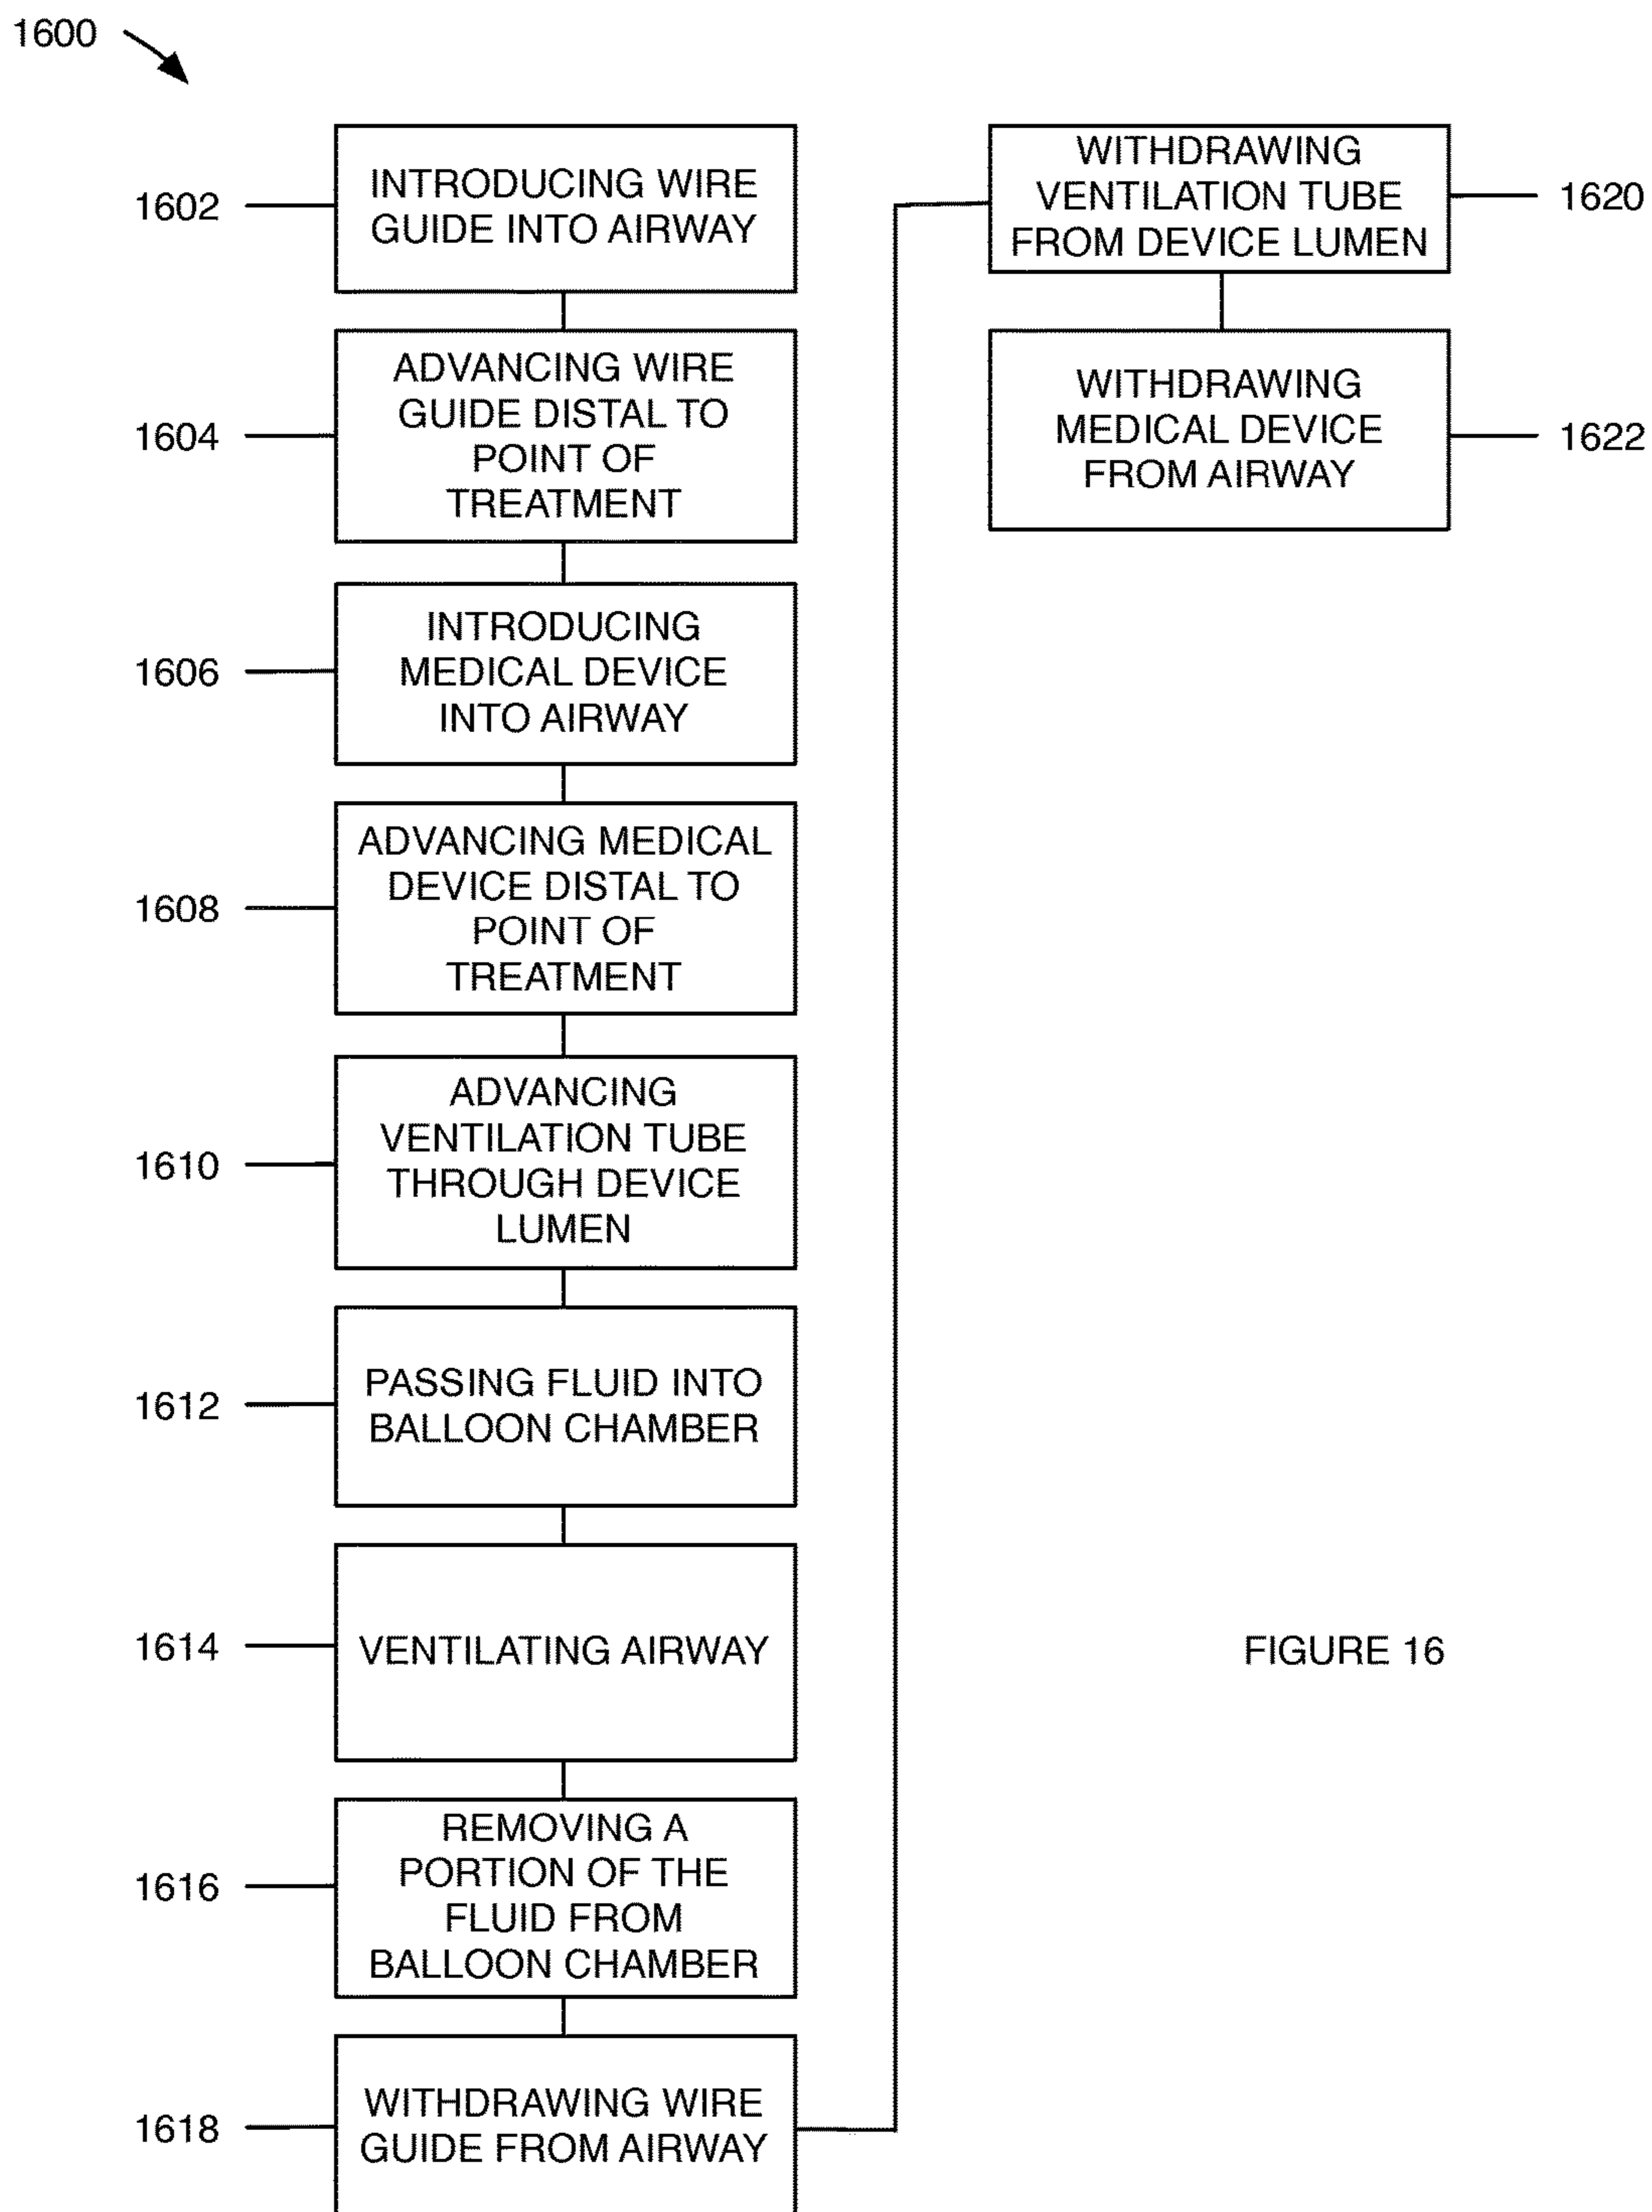 1600
1602
INTRODUCING WIRE
GUIDE INTO AIRWAY
1604
ADVANCING WIRE
GUIDE DISTAL TO
POINT OF
TREATMENT
1606
INTRODUCING
MEDICAL DEVICE
INTO AIRWAY
1608
ADVANCING MEDICAL
DEVICE DISTAL TO
POINT OF
TREATMENT
1610
ADVANCING
VENTILATION TUBE
THROUGH DEVICE
LUMEN
1612
PASSING FLUID INTO
BALLOON CHAMBER
1614
VENTILATING AIRWAY
1616
REMOVING A
PORTION OF THE
FLUID FROM
BALLOON CHAMBER
1618
WITHDRAWING WIRE
GUIDE FROM AIRWAY
WITHDRAWING
VENTILATION TUBE
FROM DEVICE LUMEN
1620
WITHDRAWING
MEDICAL DEVICE
FROM AIRWAY
1622
FIGURE 16